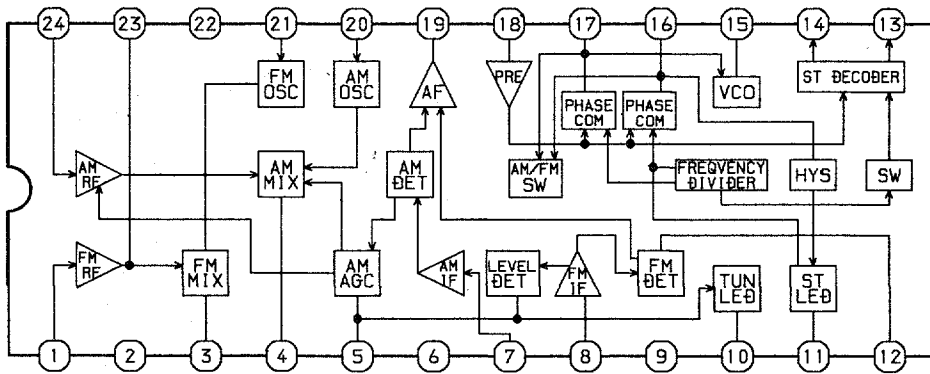 24 23 22 21 20 19 18 17 16 15 14 13
FM
OSC
AM
OSC
AF
PRE
PHASE
COM
PHASE
COM
VCO
ST DECODER
AM
RF
AM
MIX
AM
DET
AM/FM
SW
FREQVENCY
DIVIDER
HYS
SW
FM
RF
FM
MIX
AM
AGC
AM
IF
LEVEL
DET
FM
IF
FM
DET
TUN
LED
ST
LED
1 2 3 4 5 6 7 8 9 10 11 12